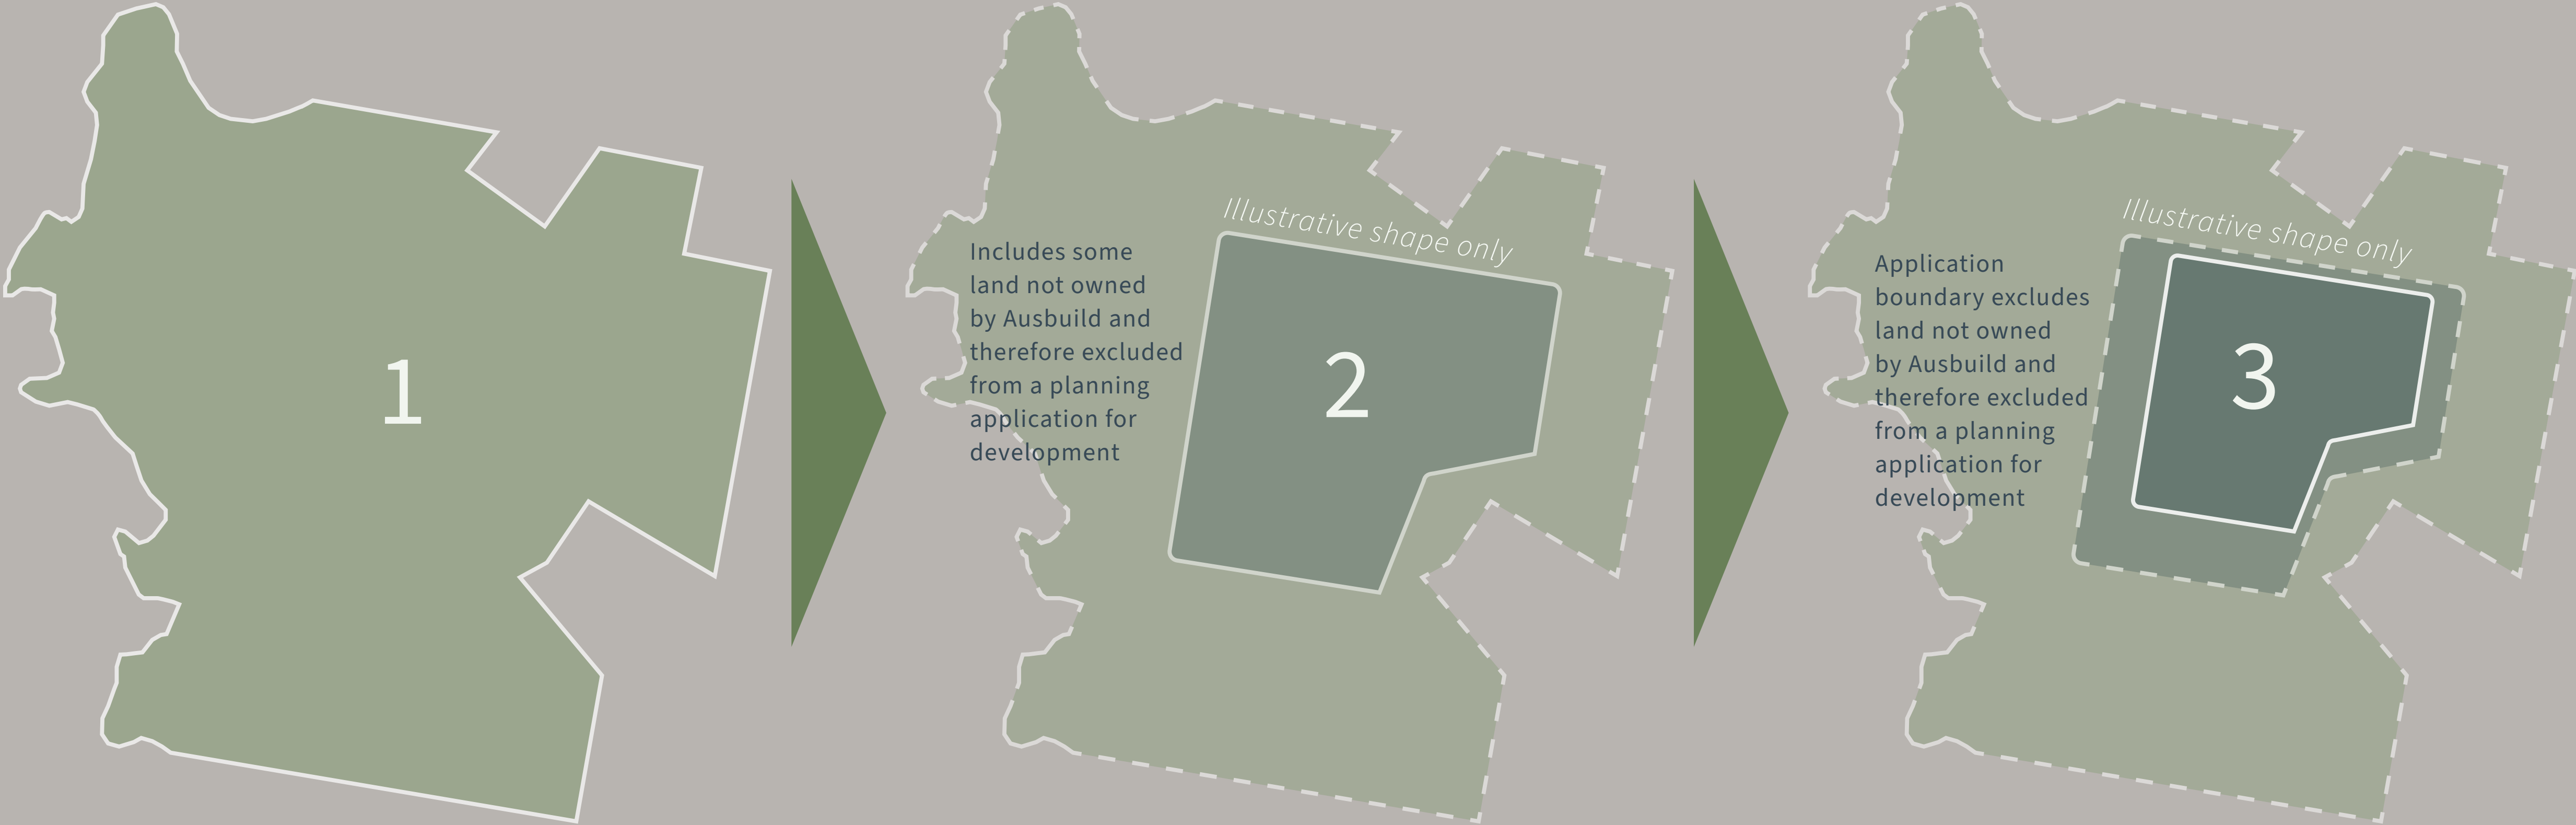 1
Includes some
land not owned
by Ausbuild and
therefore excluded
from a planning
application for
development
Illustrative shape only
2
Application
boundary excludes
land not owned
by Ausbuild and
therefore excluded
from a planning
application for
development
Illustrative shape only
3